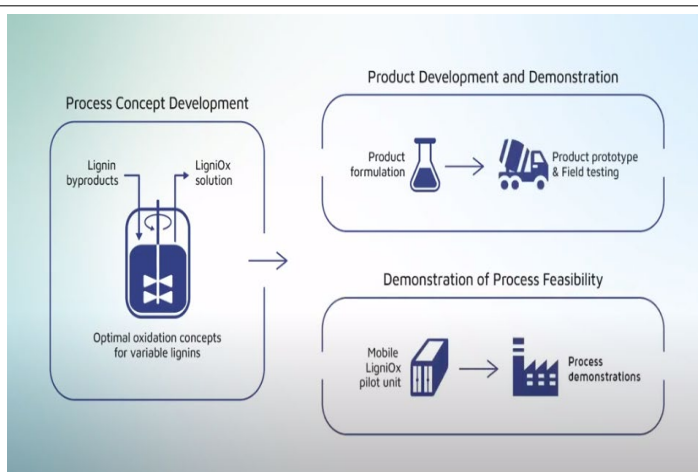 Process Concept Development
Lignin
byproducts
LigniOx
solution
Optimal oxidation concepts
for variable lignins
Product Development and Demonstration
Product
formulation
Product prototype
& Field testing
Demonstration of Process Feasibility
Mobile
LigniOx
pilot unit
Process
demonstrations